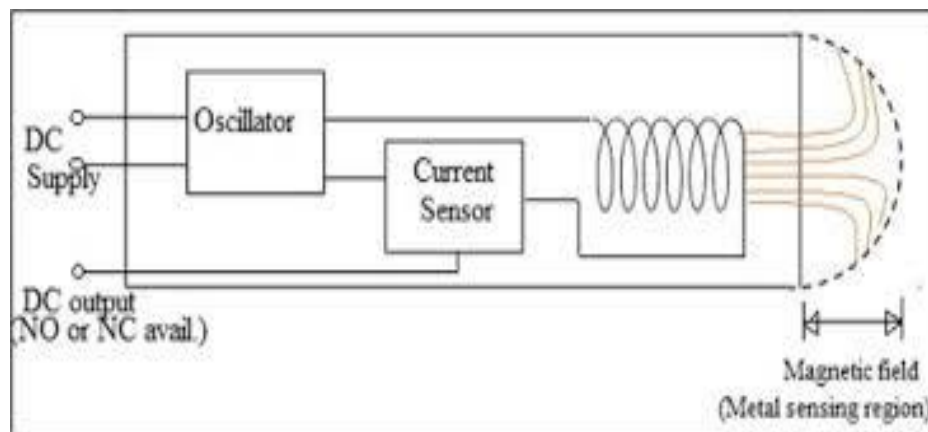 Oscillator
DC
Supply
Current
Sensor
DC output
(NO or NC avail.)
Magnetic field
(Metal sensing region)